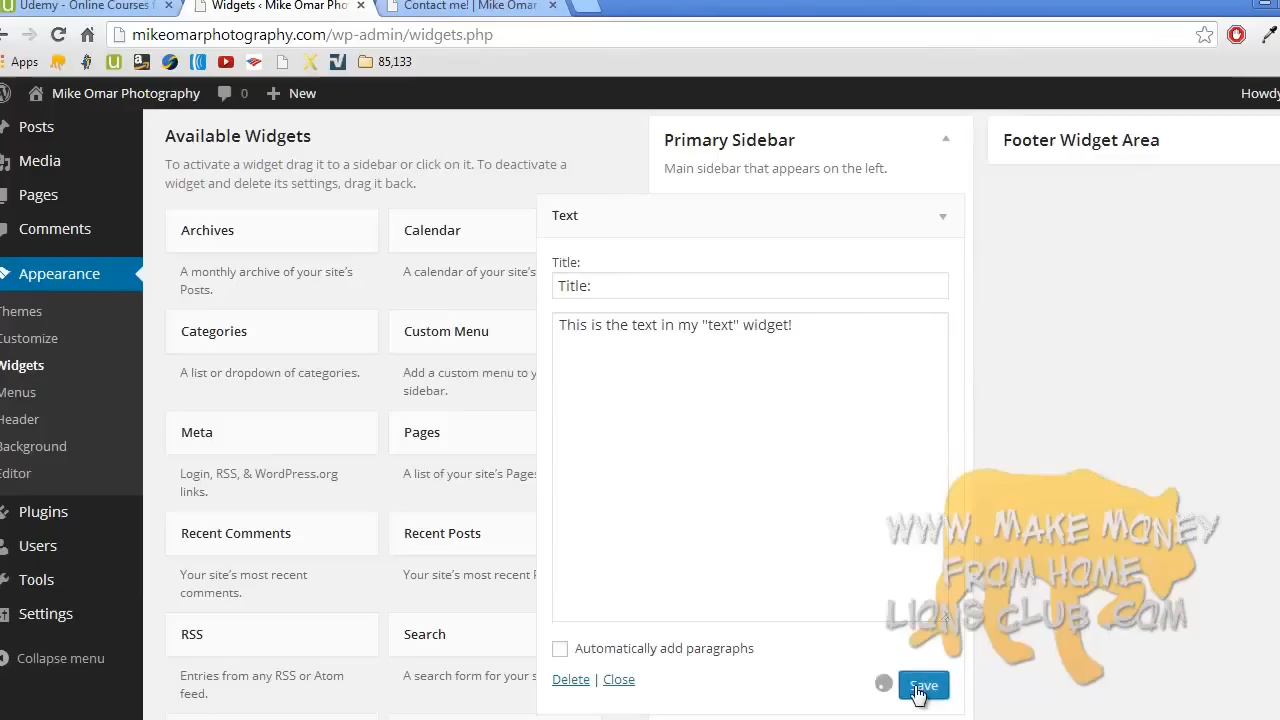 Udemy - Online Courses
Widgets ‹ Mike Omar Pho
Contact me! | Mike Omar
mikeomarphotography.com/wp-admin/widgets.php
Apps
85,133
Mike Omar Photography
0
New
Howdy
Posts
Media
Pages
Comments
Appearance
Themes
Customize
Widgets
Menus
Header
Background
Editor
Plugins
Users
Tools
Settings
Collapse menu
Available Widgets
To activate a widget drag it to a sidebar or click on it. To deactivate a
widget and delete its settings, drag it back.
Archives
Calendar
A monthly archive of your site's
Posts.
A calendar of your site's
Categories
Custom Menu
A list or dropdown of categories.
Add a custom menu to
sidebar.
Meta
Pages
Login, RSS, & WordPress.org
links.
A list of your site's Pages
Recent Comments
Recent Posts
Your site's most recent
comments.
Your site's most recent
RSS
Search
Entries from any RSS or Atom
feed.
A search form for your
Primary Sidebar
Main sidebar that appears on the left.
Text
Title:
Title:
This is the text in my "text" widget!
Automatically add paragraphs
Delete | Close
Save
Footer Widget Area
WWW. MAKE MONEY
FROM HOME
LIONS CLUB .COM